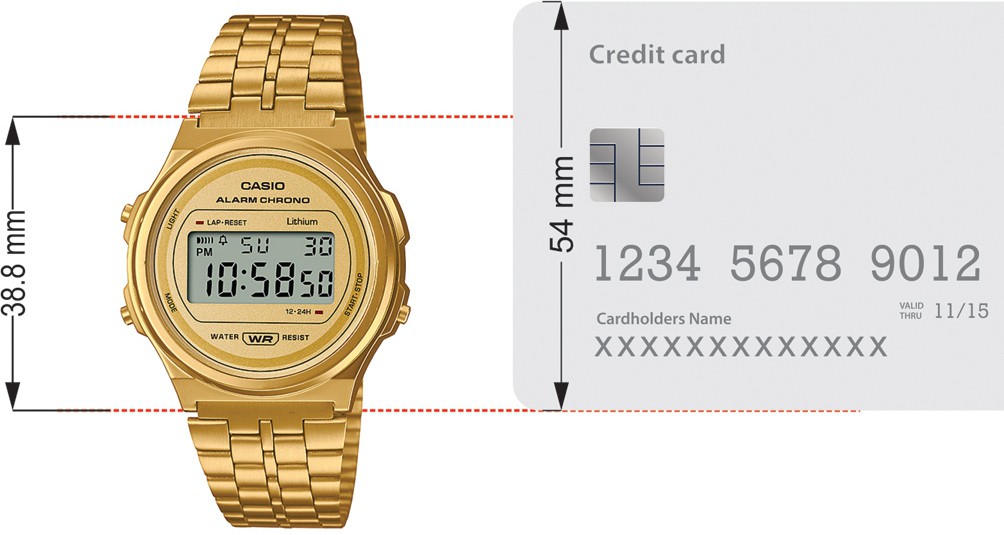 38.8 mm
CASIO
ALARM CHRONO
LIGHT
LAP•RESET Lithium
PM SU 30
10:58 50
MODE
START•STOP
12•24H
WATER WR RESIST
54 mm
Credit card
1234 5678 9012
VALID
THRU 11/15
Cardholders Name
XXXXXXXXXXXXX